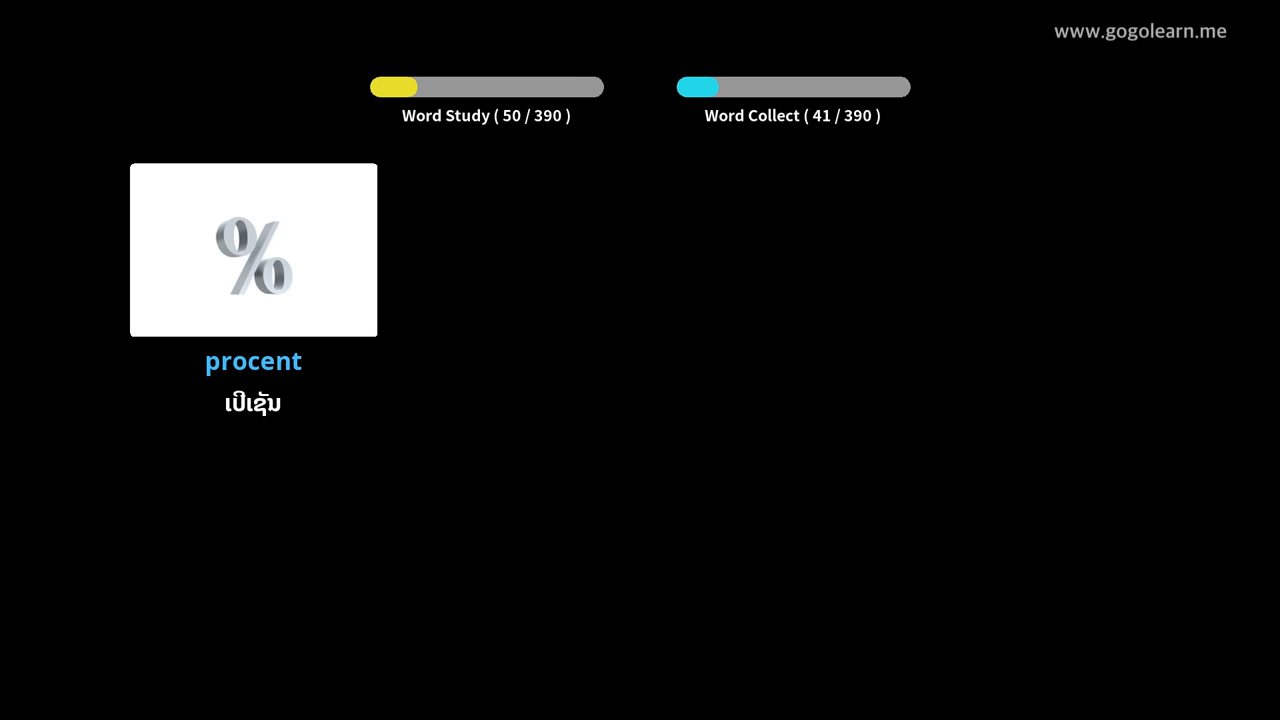 www.gogolearn.me
Word Study ( 50 / 390 )
Word Collect ( 41 / 390 )
%
procent
ເປີເຊັນ